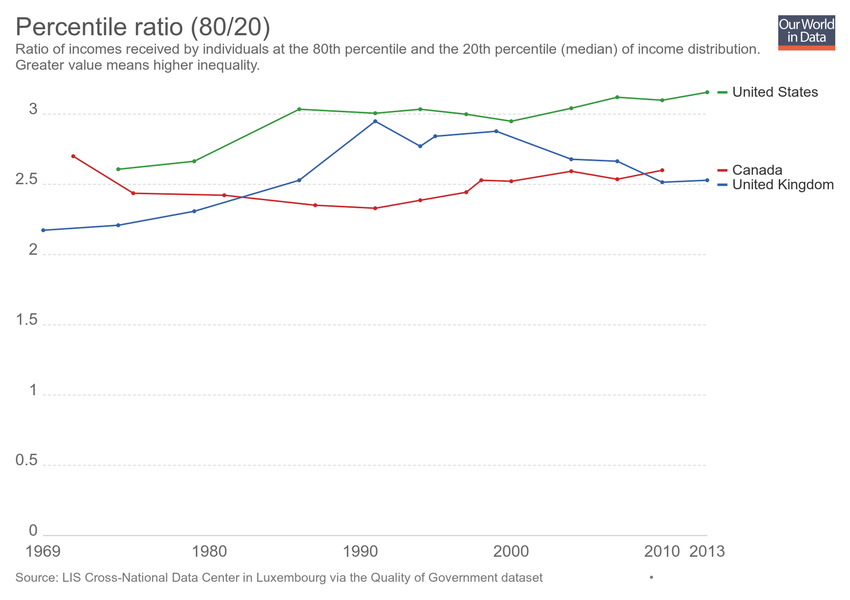 Percentile ratio (80/20)
Our World
in Data
Ratio of incomes received by individuals at the 80th percentile and the 20th percentile (median) of income distribution.
Greater value means higher inequality.
3
2.5
2
1.5
1
0.5
0
United States
Canada
United Kingdom
1969
1980
1990
2000
2010
2013
Source: LIS Cross-National Data Center in Luxembourg via the Quality of Government dataset •